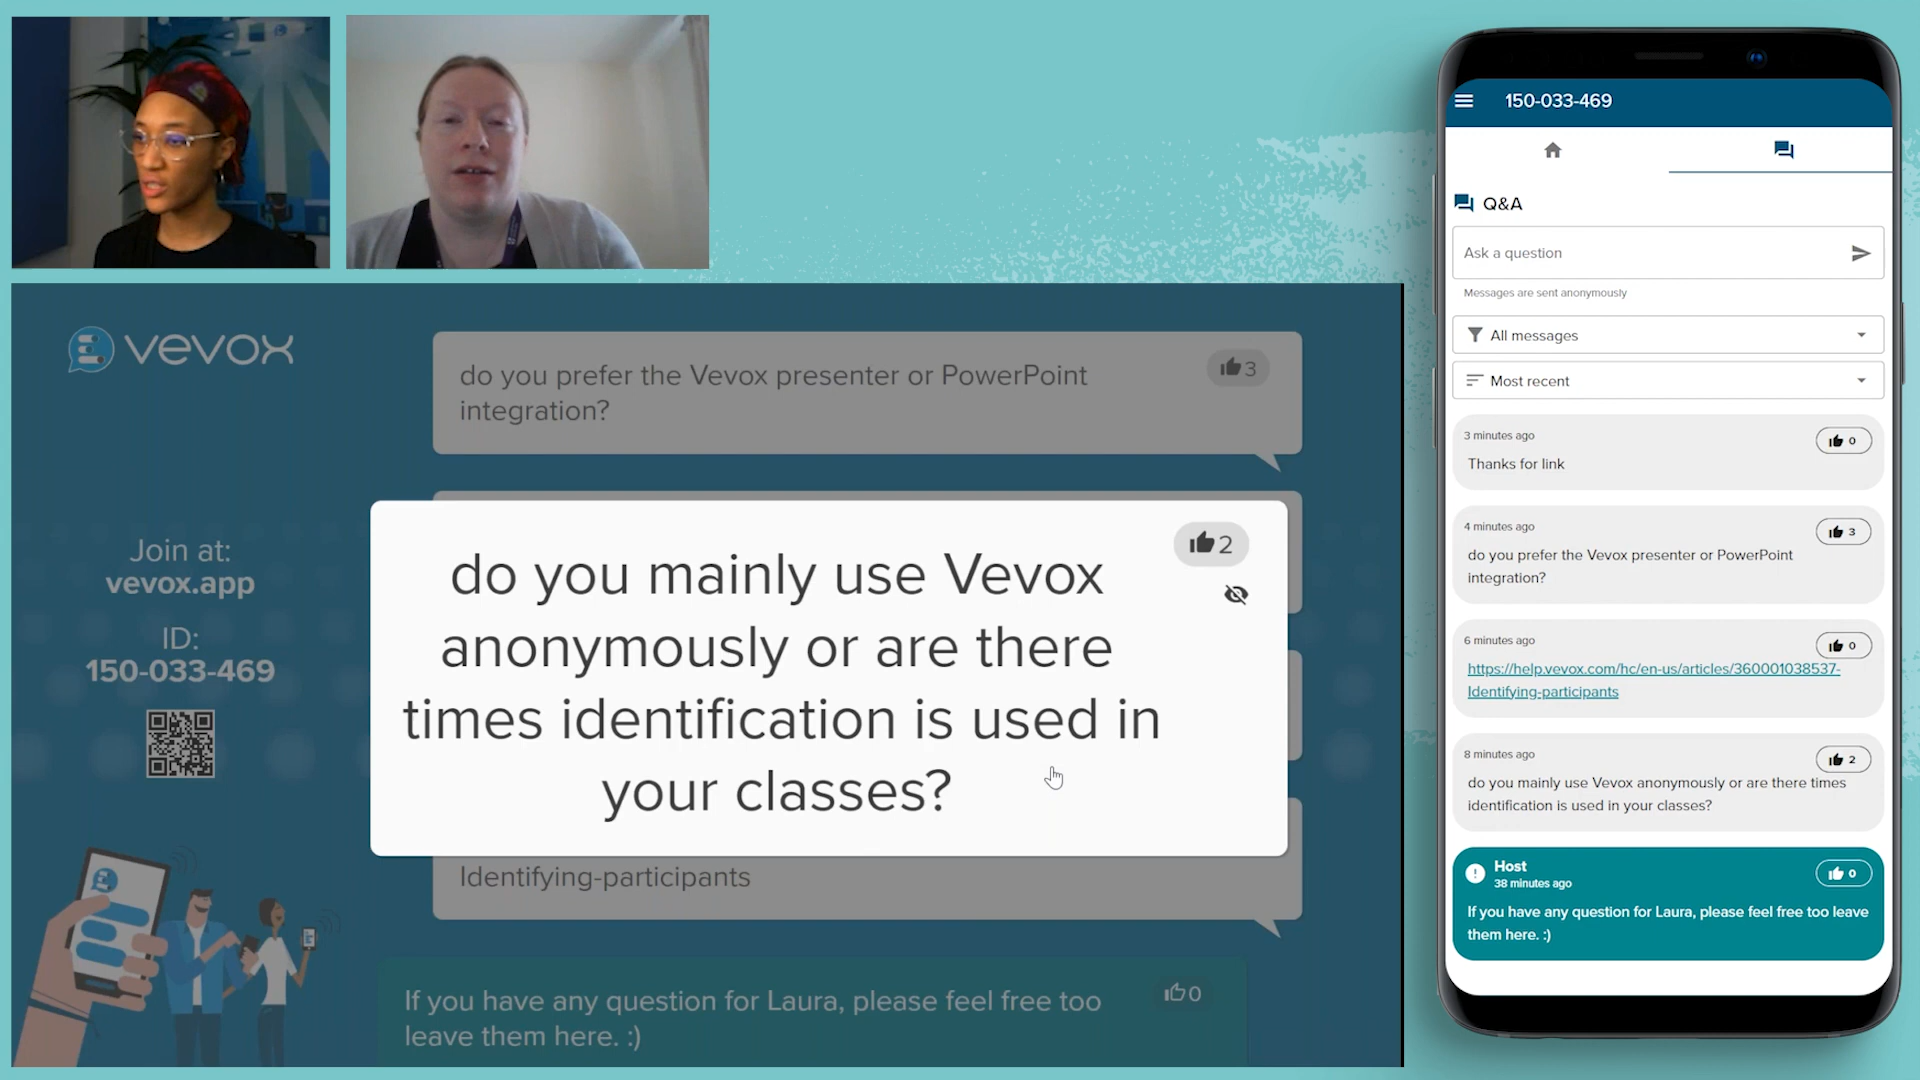 vevox
Join at:
vevox.app
ID:
150-033-469
do you prefer the Vevox presenter or PowerPoint
integration?
3
do you mainly use Vevox
anonymously or are there
times identification is used in
your classes?
2
Identifying-participants
If you have any question for Laura, please feel free too
leave them here. :)
0
150-033-469
Q&A
Ask a question
Messages are sent anonymously
All messages
Most recent
3 minutes ago
0
Thanks for link
4 minutes ago
3
do you prefer the Vevox presenter or PowerPoint
integration?
6 minutes ago
0
https://help.vevox.com/hc/en-us/articles/360001038537-
Identifying-participants
8 minutes ago
2
do you mainly use Vevox anonymously or are there times
identification is used in your classes?
Host
38 minutes ago
0
If you have any question for Laura, please feel free too leave
them here. :)